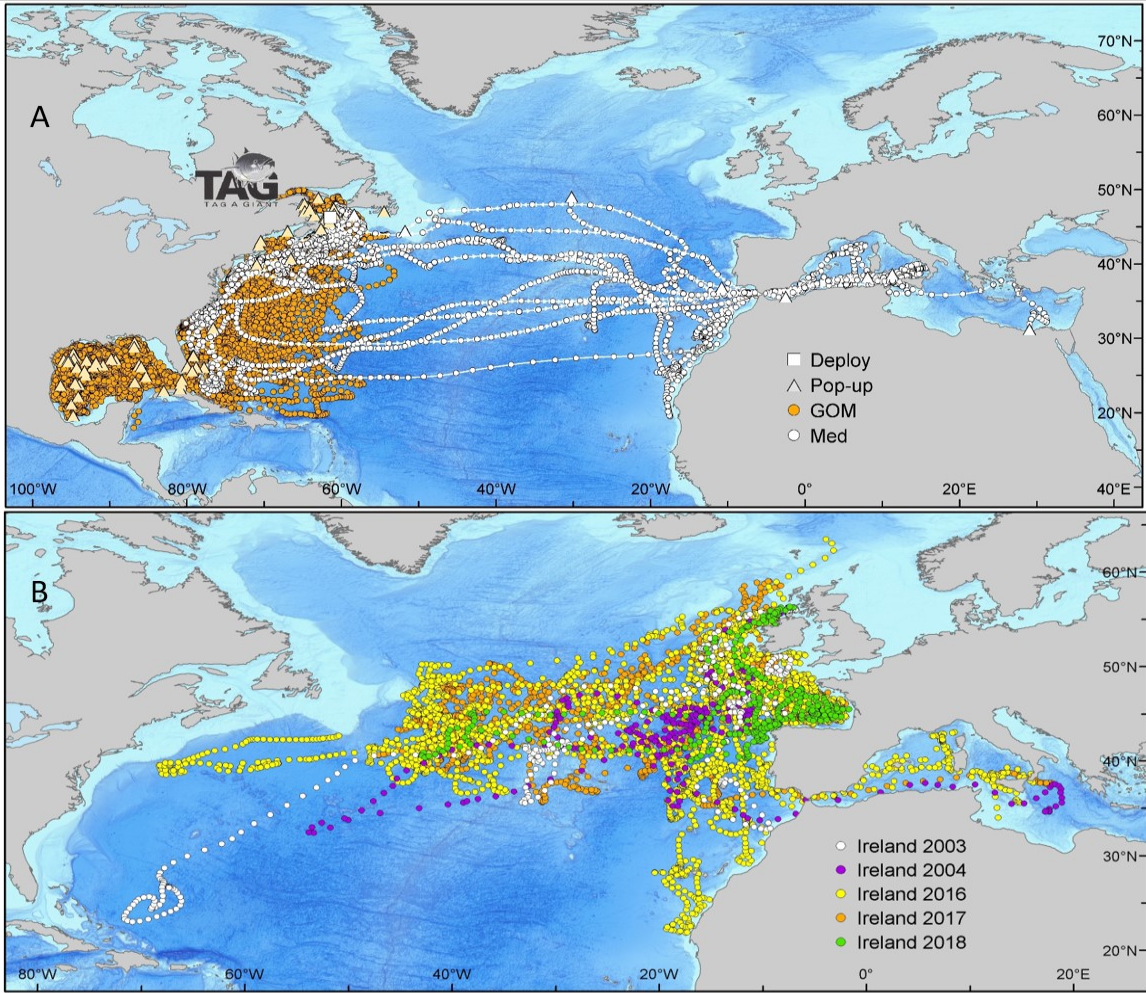 A
70°N
60°N
TAG
TAG A GIANT
50°N
40°N
30°N
Deploy
Pop-up
GOM
20°N
Med
100°W 80°W 60°W 40°W 20°W 0° 20°E 40°E
B
60°N
50°N
40°N
Ireland 2003
30°N
Ireland 2004
Ireland 2016
Ireland 2017
Ireland 2018
20°N
80°W 60°W 40°W 20°W 0° 20°E